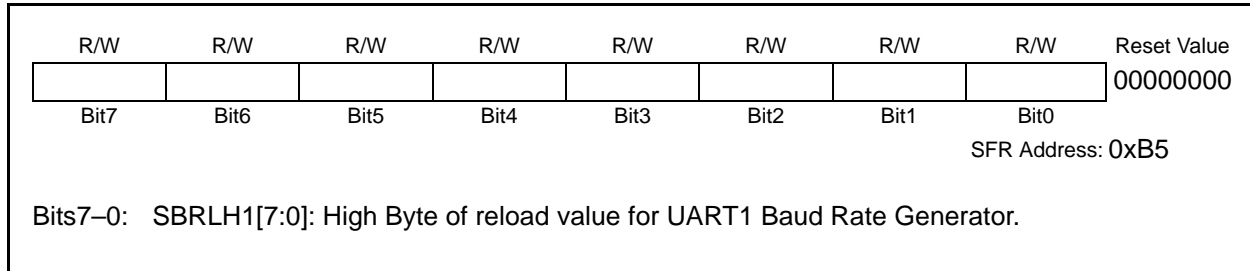 R/W R/W R/W R/W R/W R/W R/W R/W Reset Value
00000000
Bit7 Bit6 Bit5 Bit4 Bit3 Bit2 Bit1 Bit0
SFR Address: 0xB5
Bits7–0: SBRLH1[7:0]: High Byte of reload value for UART1 Baud Rate Generator.